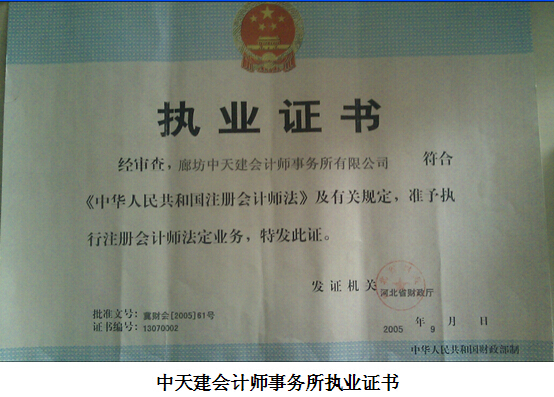 执业证书
经审查，廊坊中天建会计师事务所有限公司 符合
《中华人民共和国注册会计师法》及有关规定，准予执
行注册会计师法定业务，特发此证。
发证机关
河北省财政厅
批准文号：冀财会[2005]61号
证书编号：13070002
2005 年 9 月 日
中华人民共和国财政部制
中天建会计师事务所执业证书